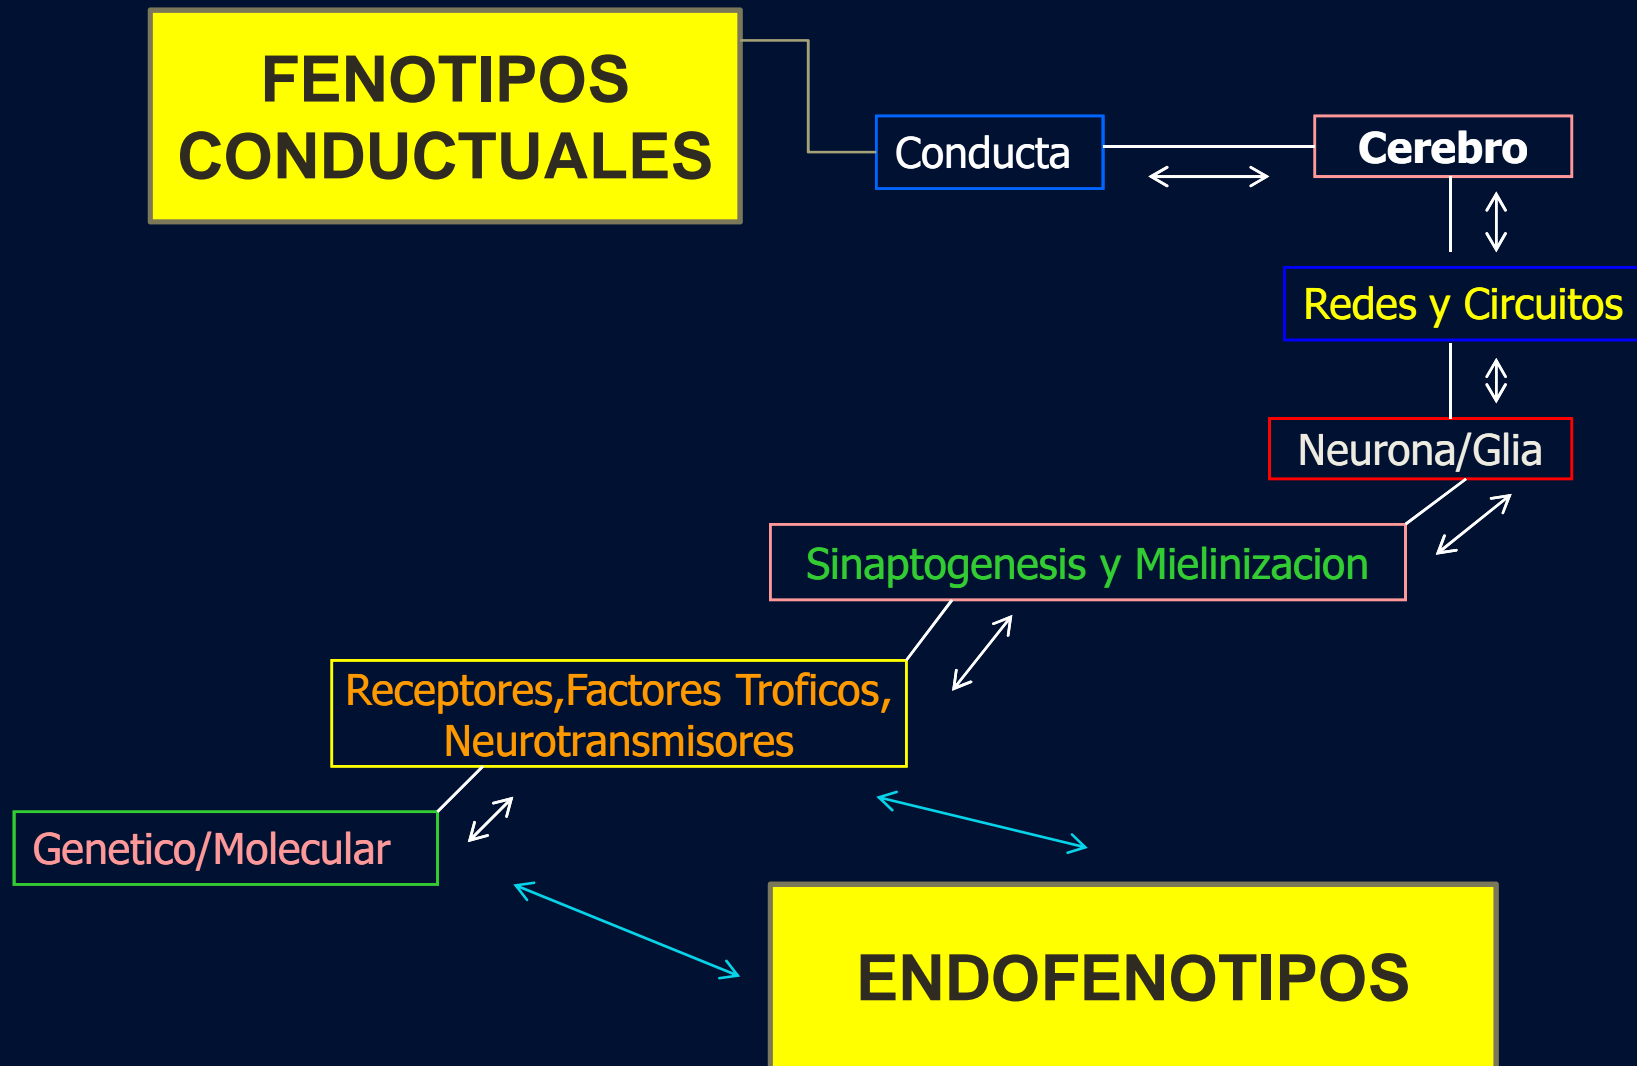 FENOTIPOS
CONDUCTUALES
Conducta
Cerebro
Redes y Circuitos
Neurona/Glia
Sinaptogenesis y Mielinizacion
Receptores,Factores Troficos,
Neurotransmisores
Genetico/Molecular
ENDOFENOTIPOS